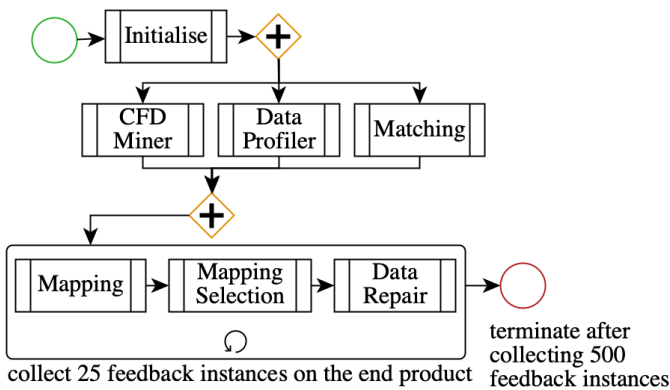 Initialise
CFD
Miner
Data
Profiler
Matching
Mapping
Mapping
Selection
Data
Repair
collect 25 feedback instances on the end product
terminate after
collecting 500
feedback instances